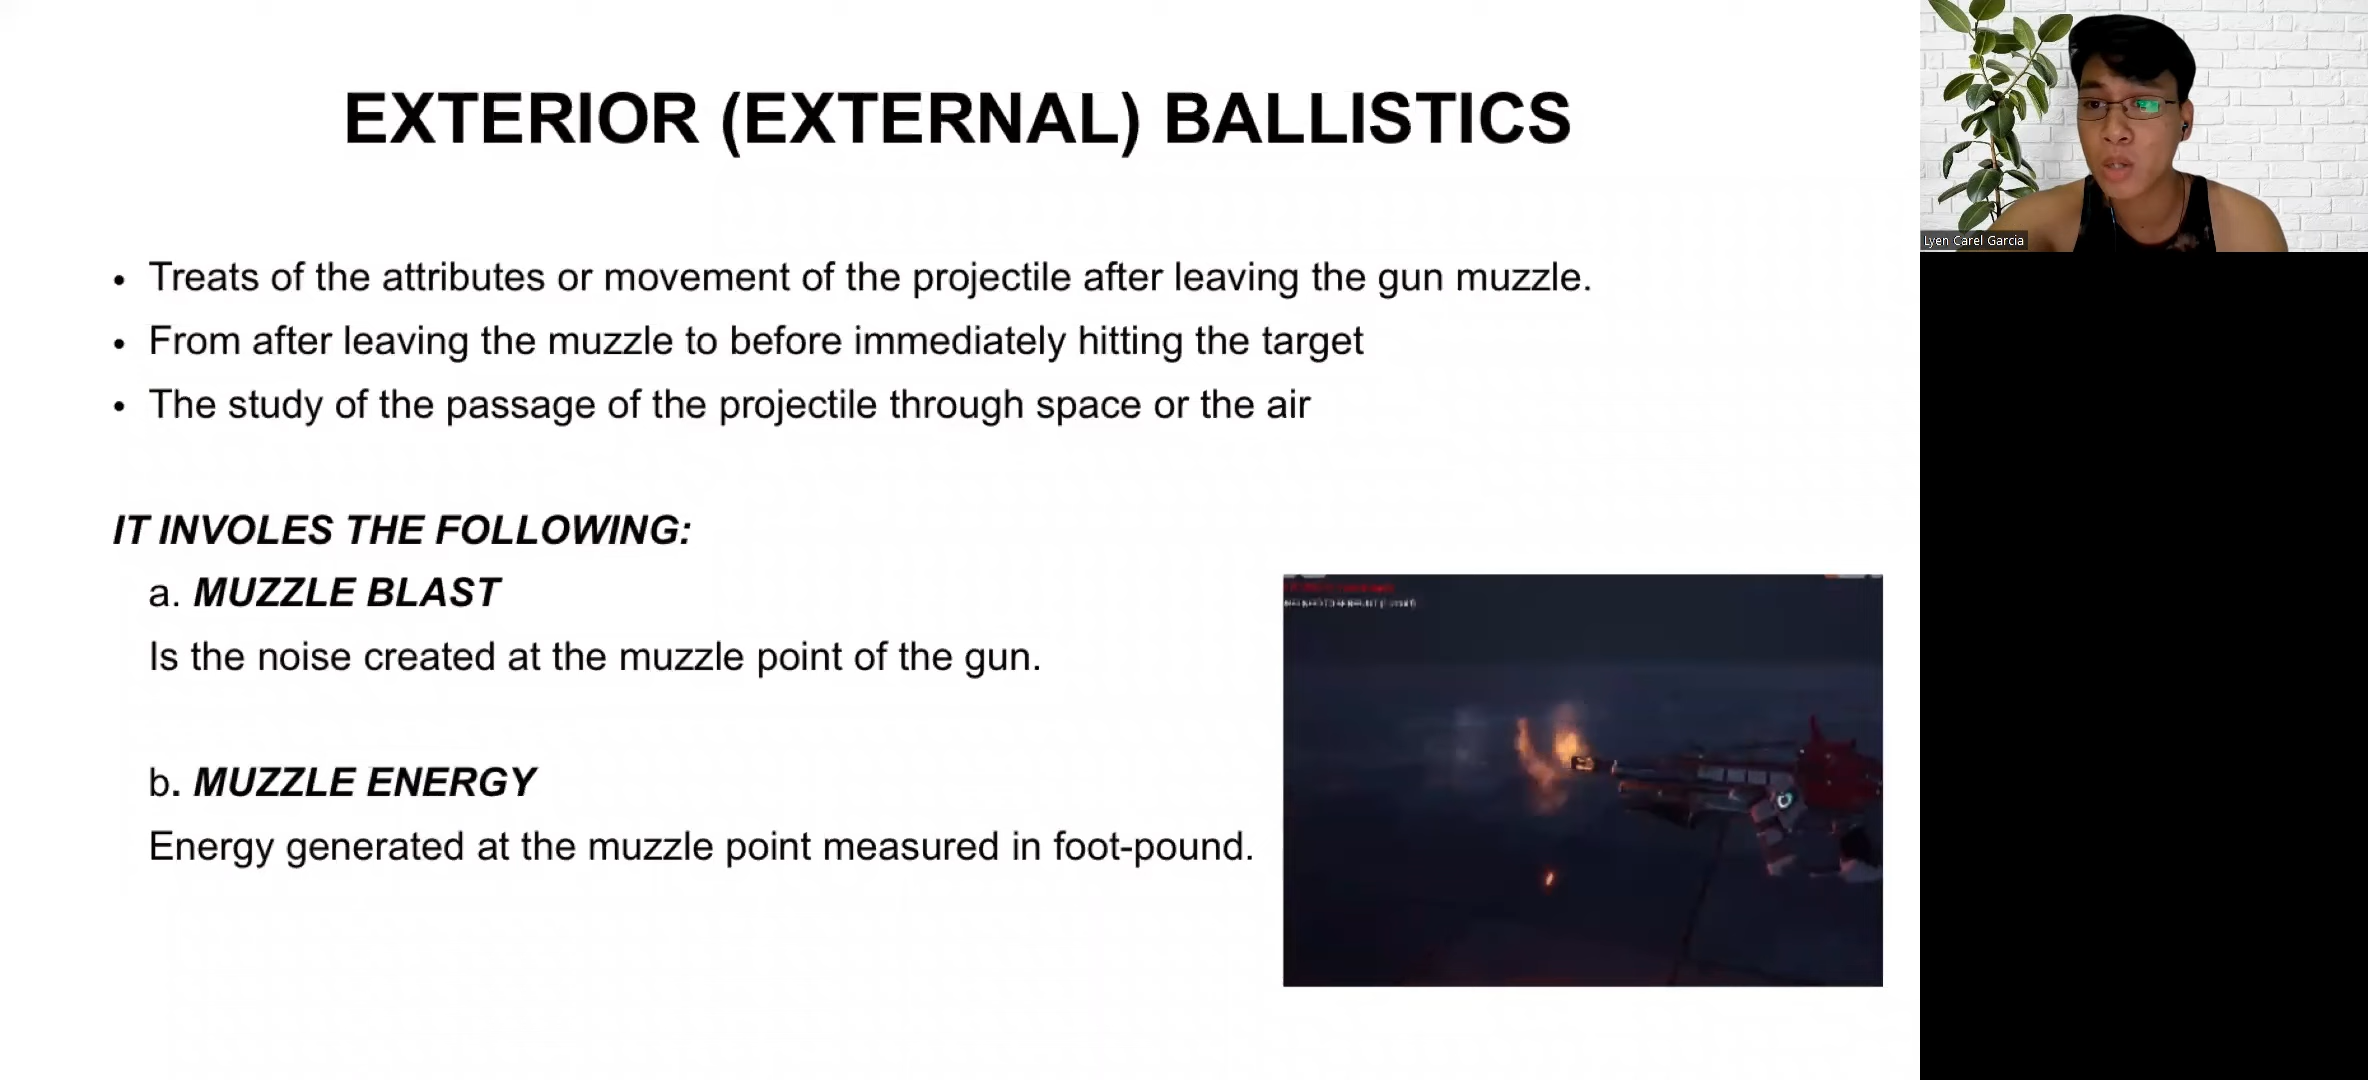 EXTERIOR (EXTERNAL) BALLISTICS
• Treats of the attributes or movement of the projectile after leaving the gun muzzle.
• From after leaving the muzzle to before immediately hitting the target
• The study of the passage of the projectile through space or the air
IT INVOLES THE FOLLOWING:
a. MUZZLE BLAST
Is the noise created at the muzzle point of the gun.
b. MUZZLE ENERGY
Energy generated at the muzzle point measured in foot-pound.
Lyen Carel Garcia